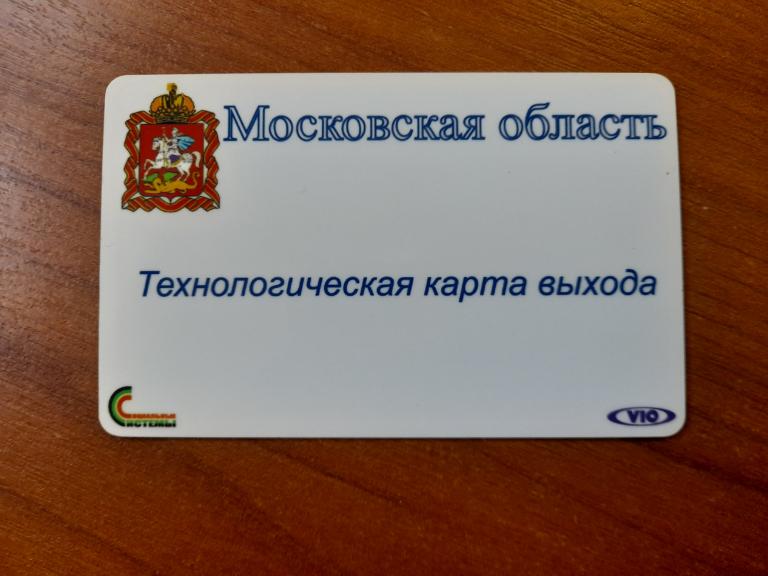 Московская область
Технологическая карта выхода
Социальные
Системы
VIO